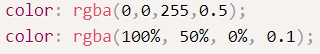 color: rgba(0,0,255,0.5);
color: rgba(100%, 50%, 0%, 0.1);